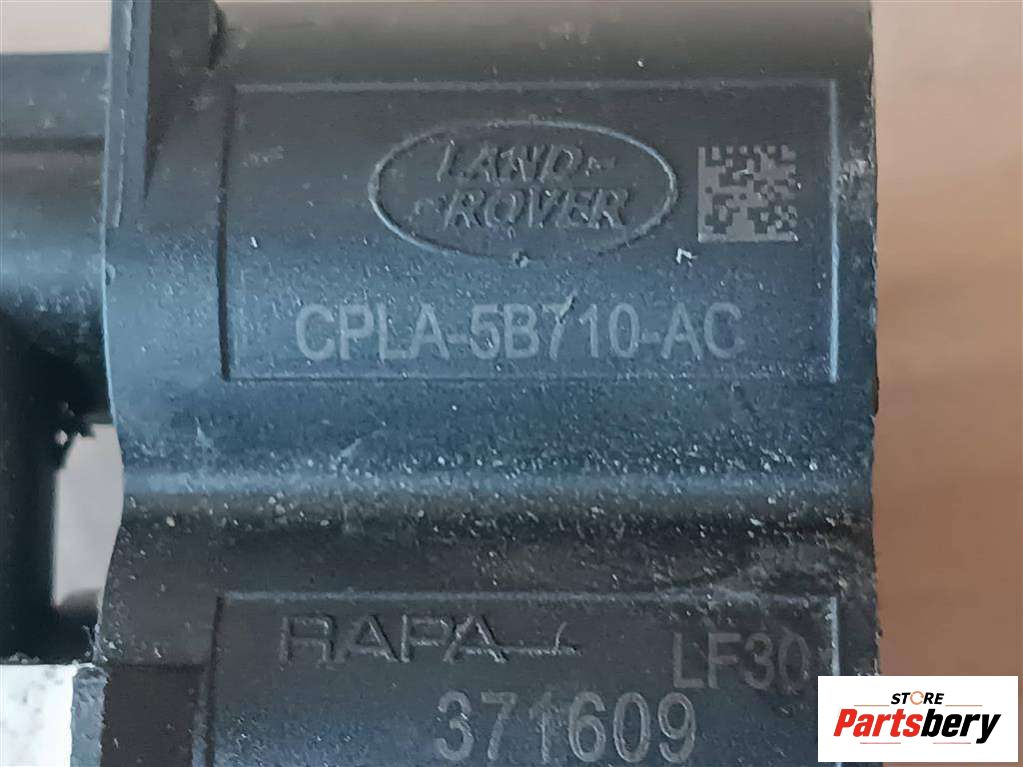 LAND
ROVER
CPLA-5B710-AC
RAPA
LF30
371609
STORE
Partsbery